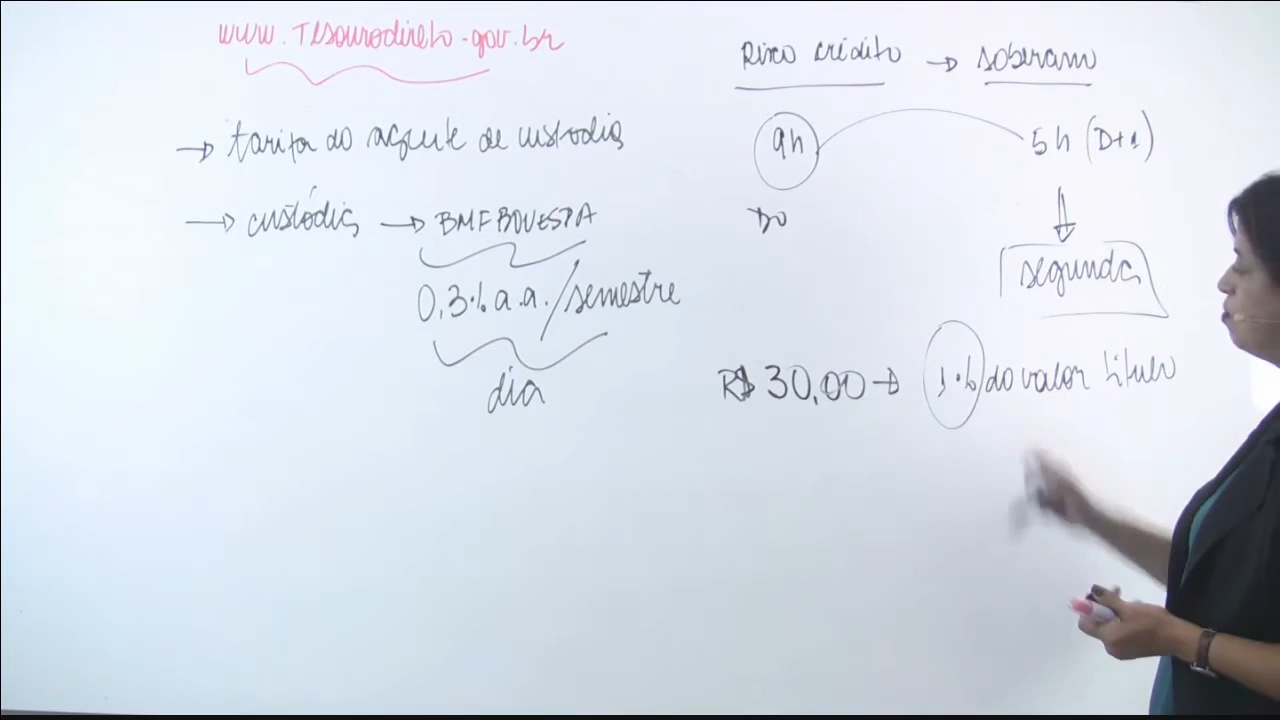 www.Tesourodireto.gov.br
→ tarifa do agente de custódia
→ custódia → BMFBOVESPA
0,3% a.a./semestre
dia
Risco crédito → soberano
9h 5h (D+1)
DO
segunda
R$ 30,00 → 1% do valor título